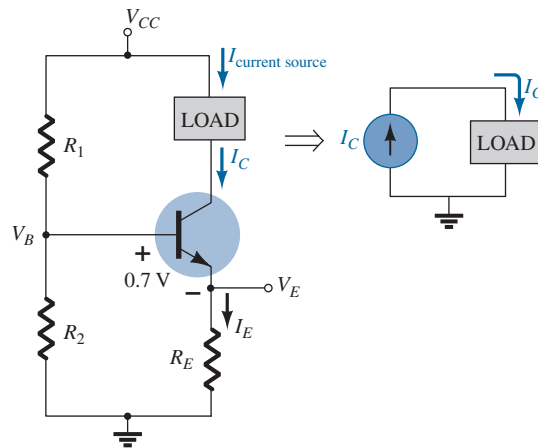 V_CC
I_current source
LOAD
I_C
R_1
V_B
+
0.7 V
−
V_E
I_E
R_2
R_E
⇒
I_C
I_C
LOAD